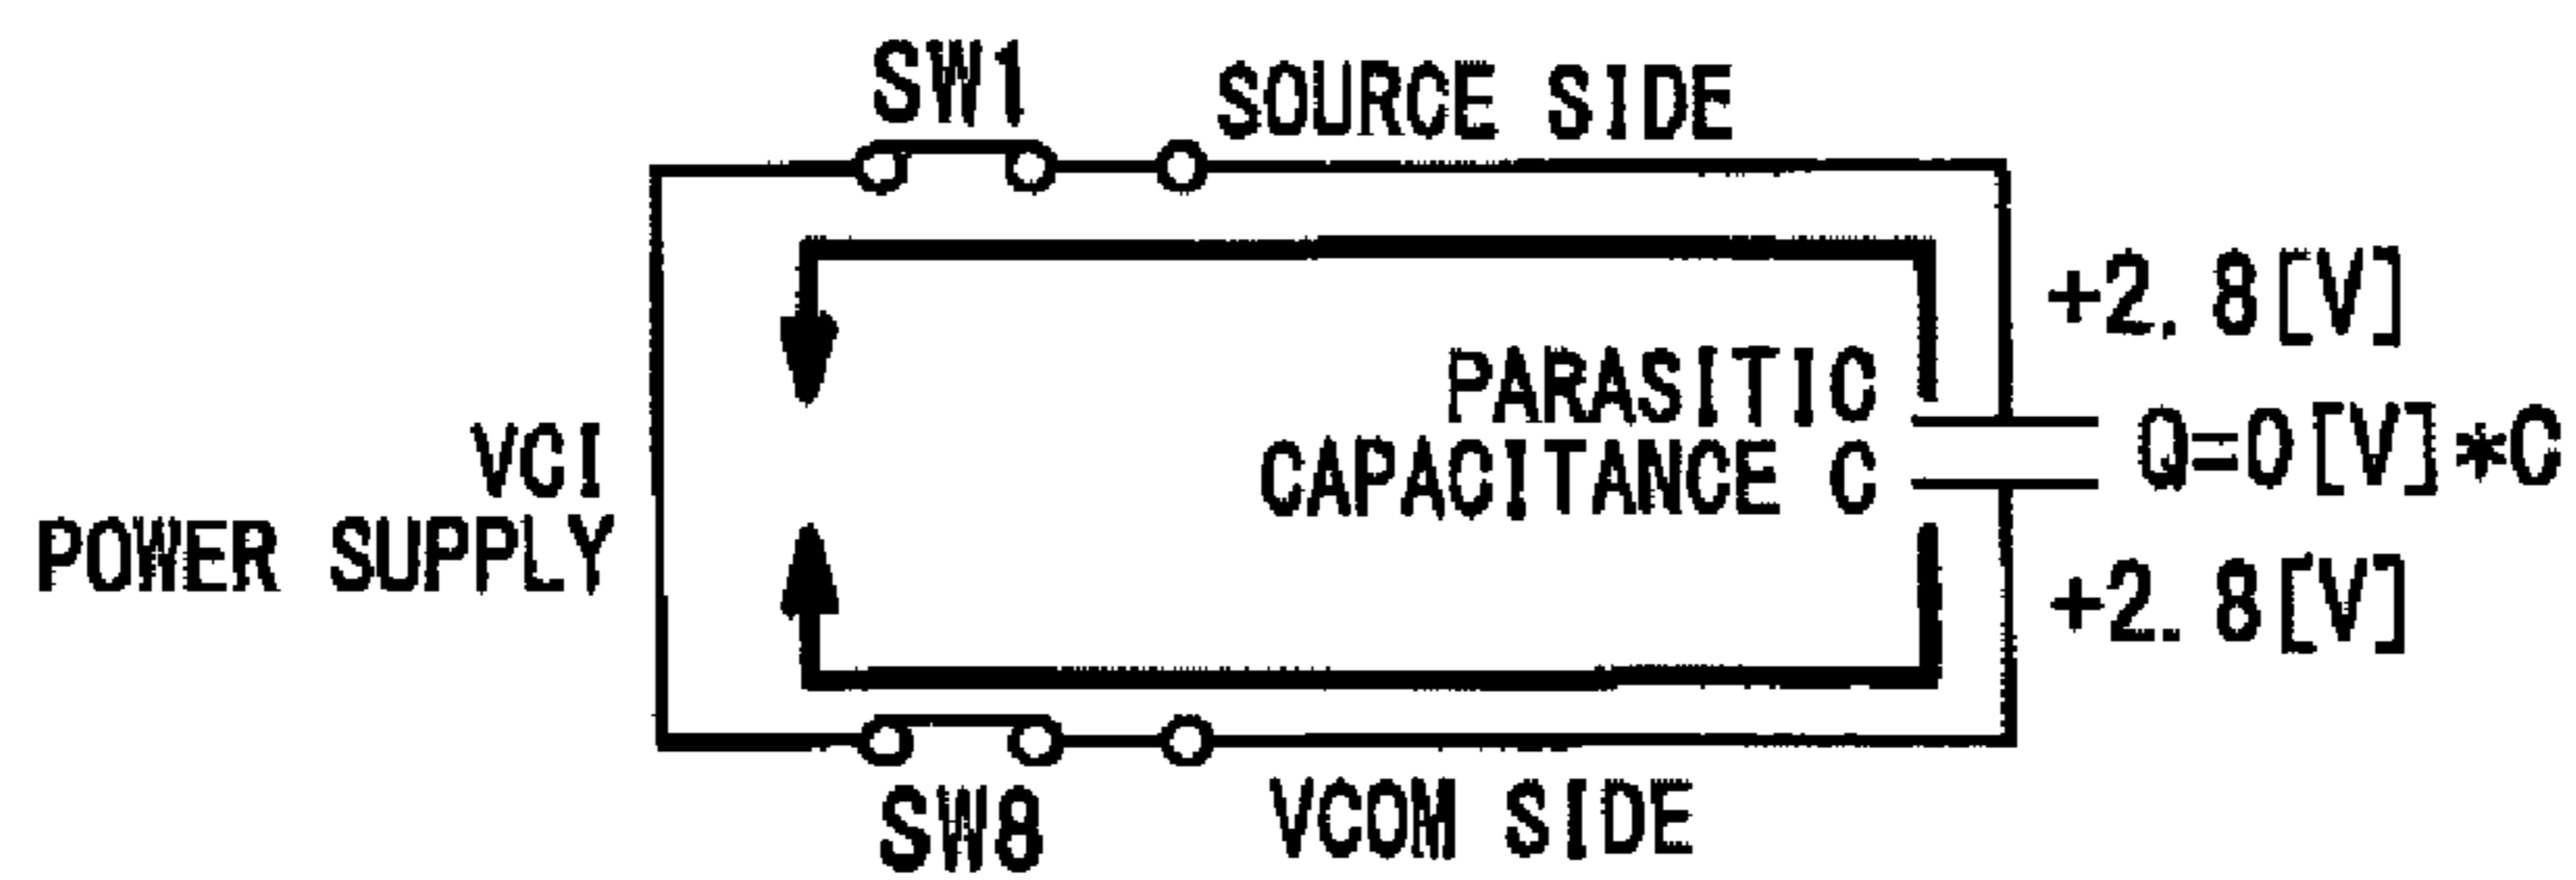 SW1
SOURCE SIDE
+2.8[V]
PARASITIC
CAPACITANCE C
Q=0[V]*C
VCI
POWER SUPPLY
+2.8[V]
SW8
VCOM SIDE